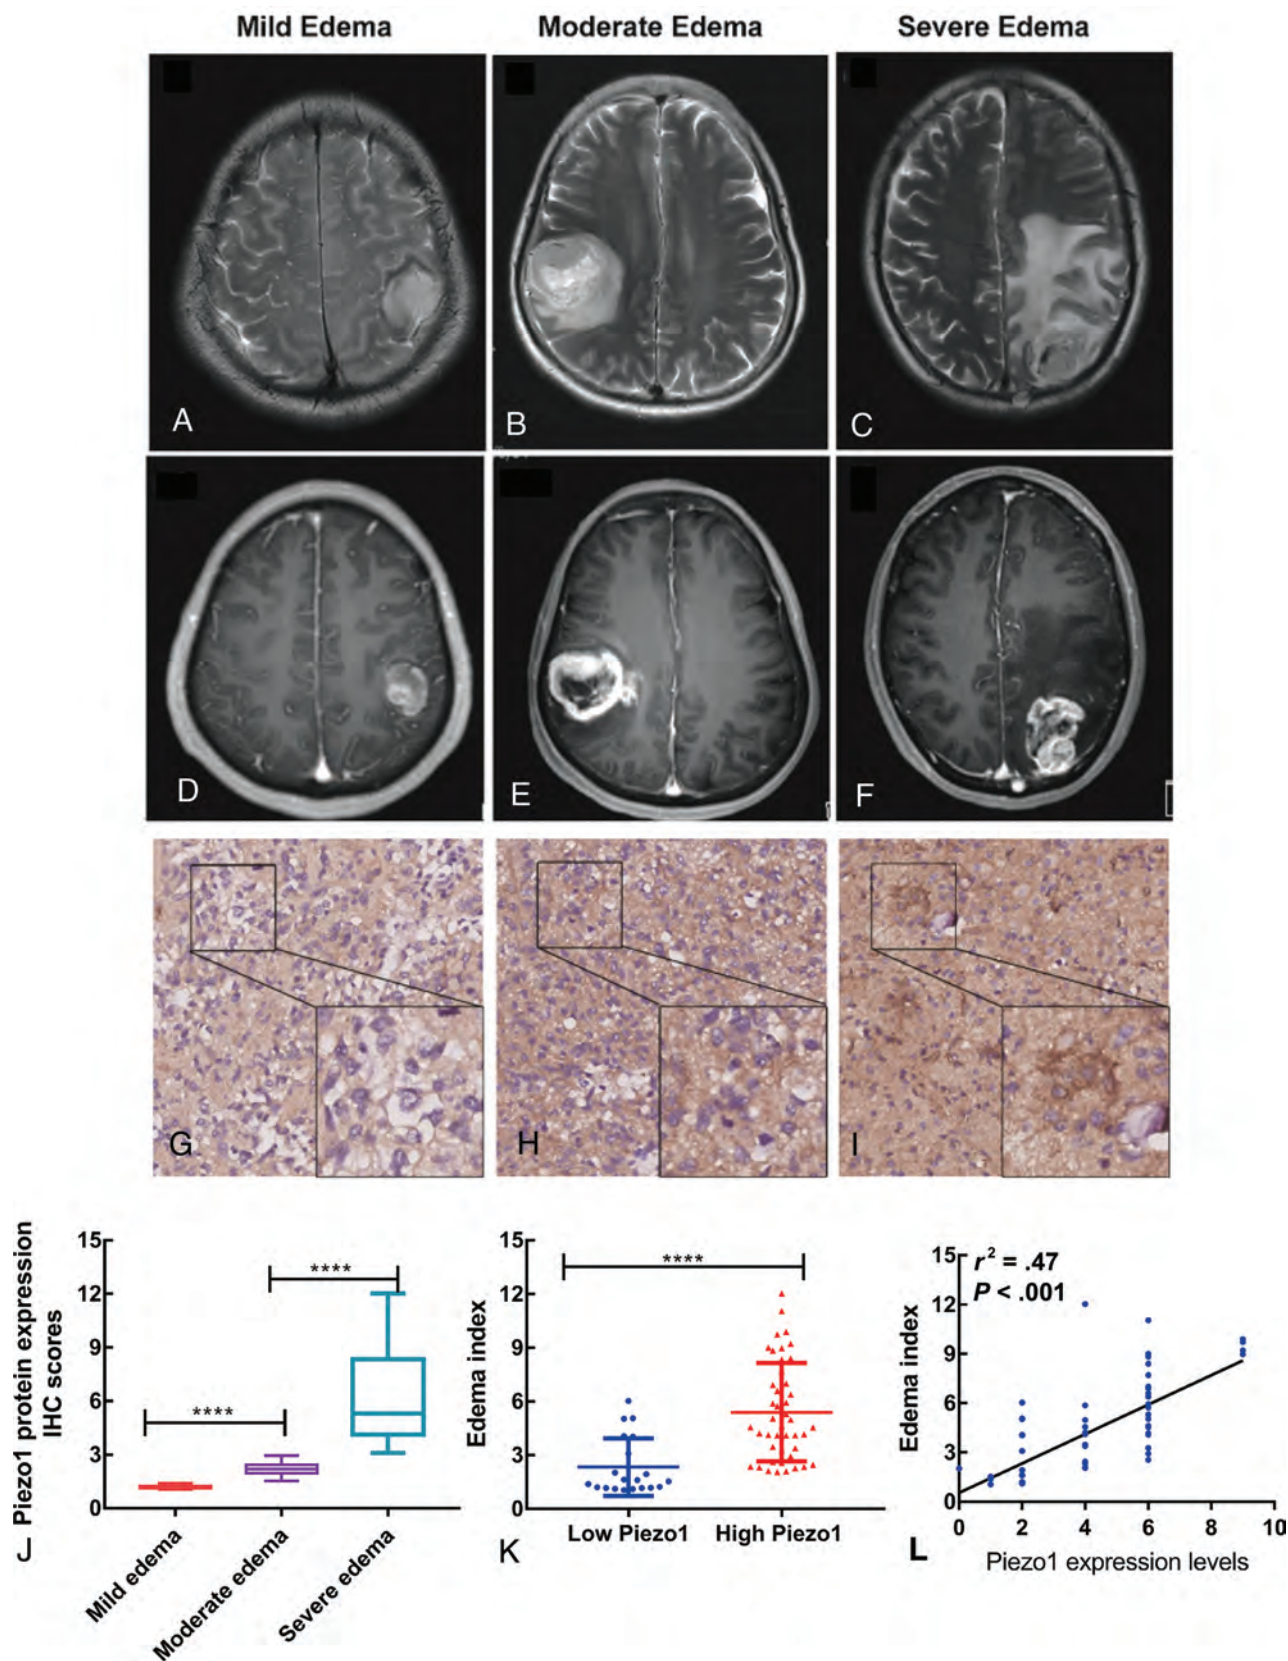 Mild Edema Moderate Edema Severe Edema
A B C
D E F
G H I
Piezo1 protein expression
IHC scores
15
12
9
6
3
0
****
****
Mild edema
Moderate edema
Severe edema
J
Edema index
15
12
9
6
3
0
****
Low Piezo1 High Piezo1
K
Edema index
15
12
9
6
3
0
r² = .47
P < .001
0 2 4 6 8 10
Piezo1 expression levels
L